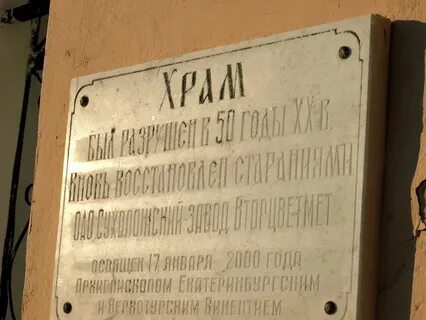 ХРАМ
БЫЛ РАЗРУШЕН В 50 ГОДЫ XX В.
ВНОВЬ ВОССТАНОВЛЕН СТАРАНИЯМИ
ОАО„СУХОЛОЖСКИЙ ЗАВОД ВТОРЦВЕТМЕТ"
ОСВЯЩЕН 17 ЯНВАРЯ 2000 ГОДА
АРХИЕПИСКОПОМ ЕКАТЕРИНБУРГСКИМ
И ВЕРХОТУРСКИМ ВИКЕНТИЕМ